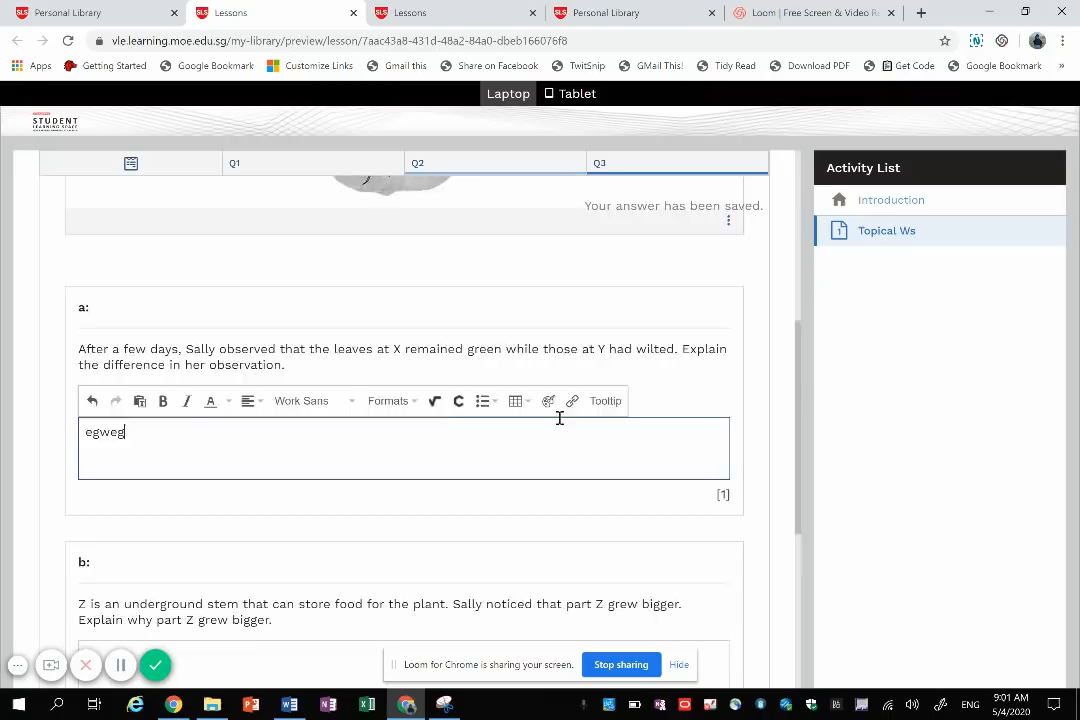 Personal Library
Lessons
Lessons
Personal Library
Loom | Free Screen & Video R
vle.learning.moe.edu.sg/my-library/preview/lesson/7aac43a8-431d-48a2-84a0-dbeb166076f8
Apps
Getting Started
Google Bookmark
Customize Links
Gmail this
Share on Facebook
TwitSnip
GMail This!
Tidy Read
Download PDF
Get Code
Google Bookmark
Laptop
Tablet
STUDENT
LEARNING SPACE
Q1
Q2
Q3
Activity List
Introduction
Topical Ws
Your answer has been saved.
a:
After a few days, Sally observed that the leaves at X remained green while those at Y had wilted. Explain
the difference in her observation.
Work Sans
Formats
Tooltip
egweg
[1]
b:
Z is an underground stem that can store food for the plant. Sally noticed that part Z grew bigger.
Explain why part Z grew bigger.
Loom for Chrome is sharing your screen.
Stop sharing
Hide
ENG
9:01 AM
5/4/2020